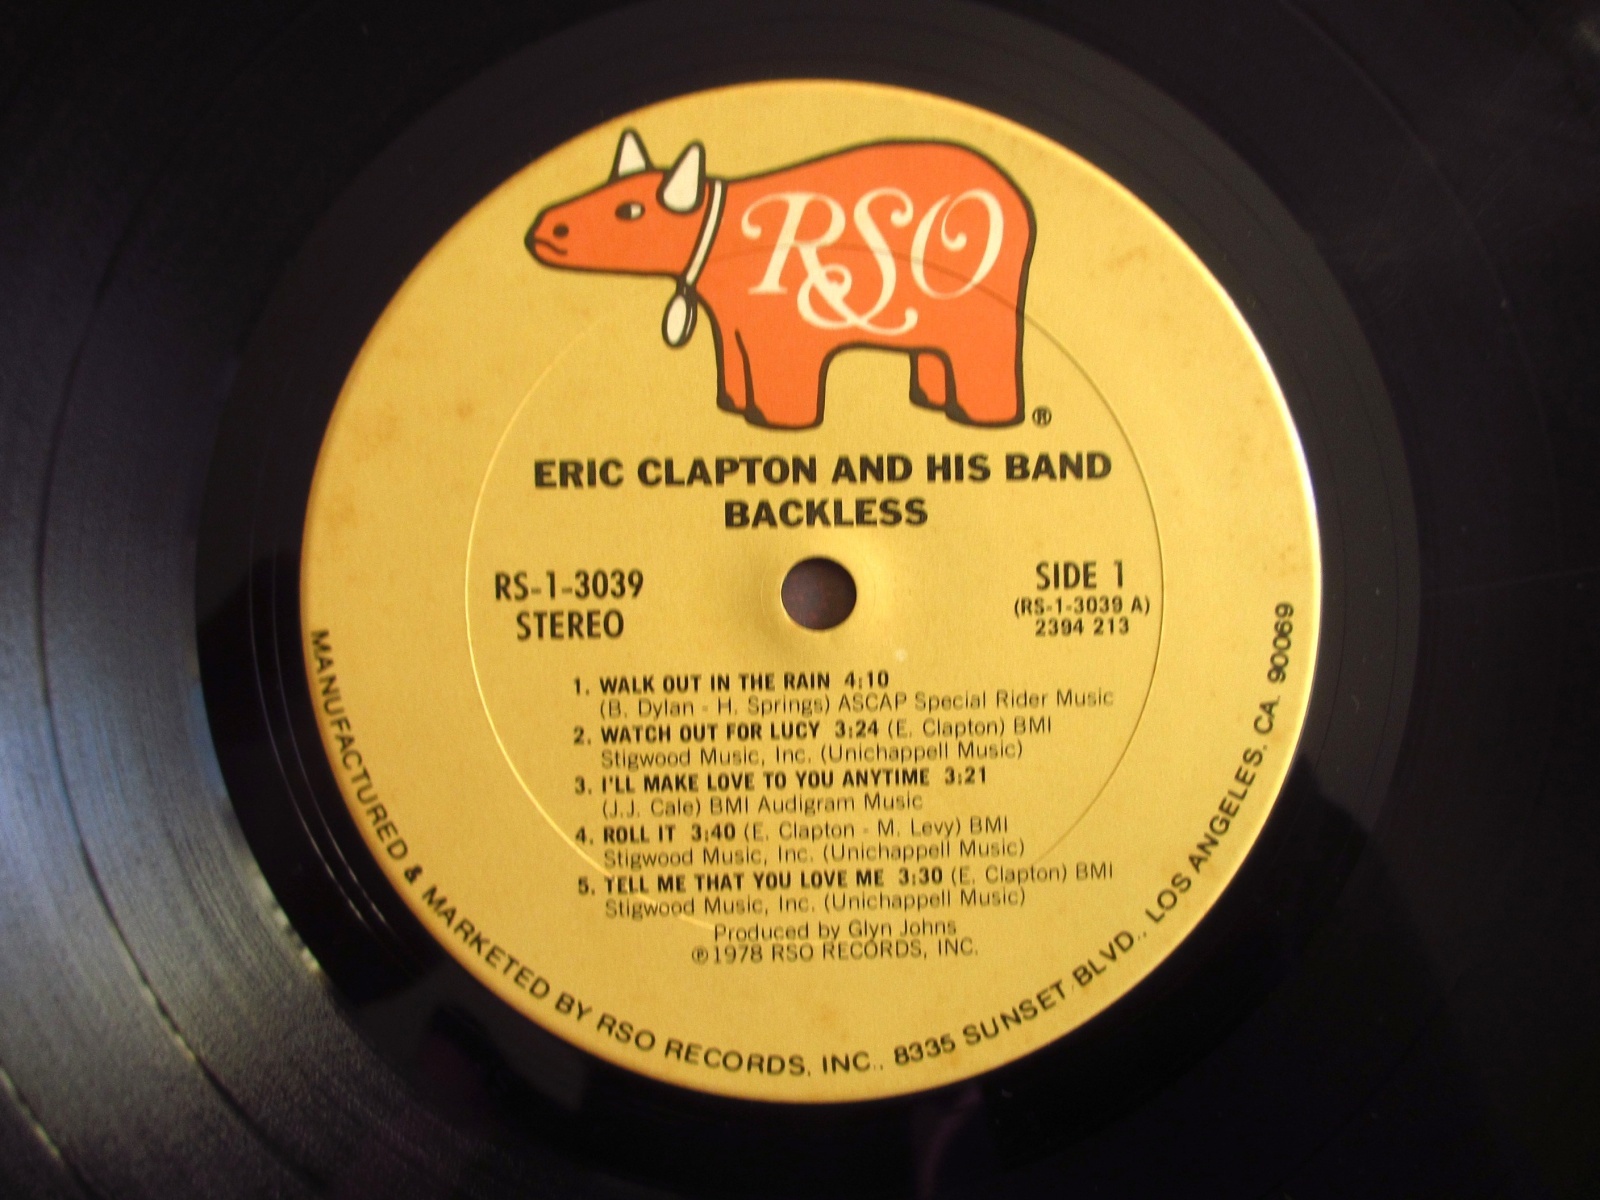 RSO
®
ERIC CLAPTON AND HIS BAND
BACKLESS
RS-1-3039
STEREO
SIDE 1
(RS-1-3039 A)
2394 213
1. WALK OUT IN THE RAIN 4:10
(B. Dylan - H. Springs) ASCAP Special Rider Music
2. WATCH OUT FOR LUCY 3:24 (E. Clapton) BMI
Stigwood Music, Inc. (Unichappell Music)
3. I'LL MAKE LOVE TO YOU ANYTIME 3:21
(J.J. Cale) BMI Audigram Music
4. ROLL IT 3:40 (E. Clapton - M. Levy) BMI
Stigwood Music, Inc. (Unichappell Music)
5. TELL ME THAT YOU LOVE ME 3:30 (E. Clapton) BMI
Stigwood Music, Inc. (Unichappell Music)
Produced by Glyn Johns
℗1978 RSO RECORDS, INC.
MANUFACTURED & MARKETED BY RSO RECORDS, INC., 8335 SUNSET BLVD., LOS ANGELES, CA. 90069